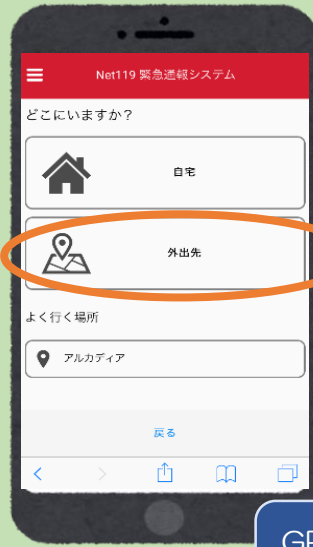 Net119 緊急通報システム
どこにいますか？
自宅
外出先
よく行く場所
アルカディア
戻る